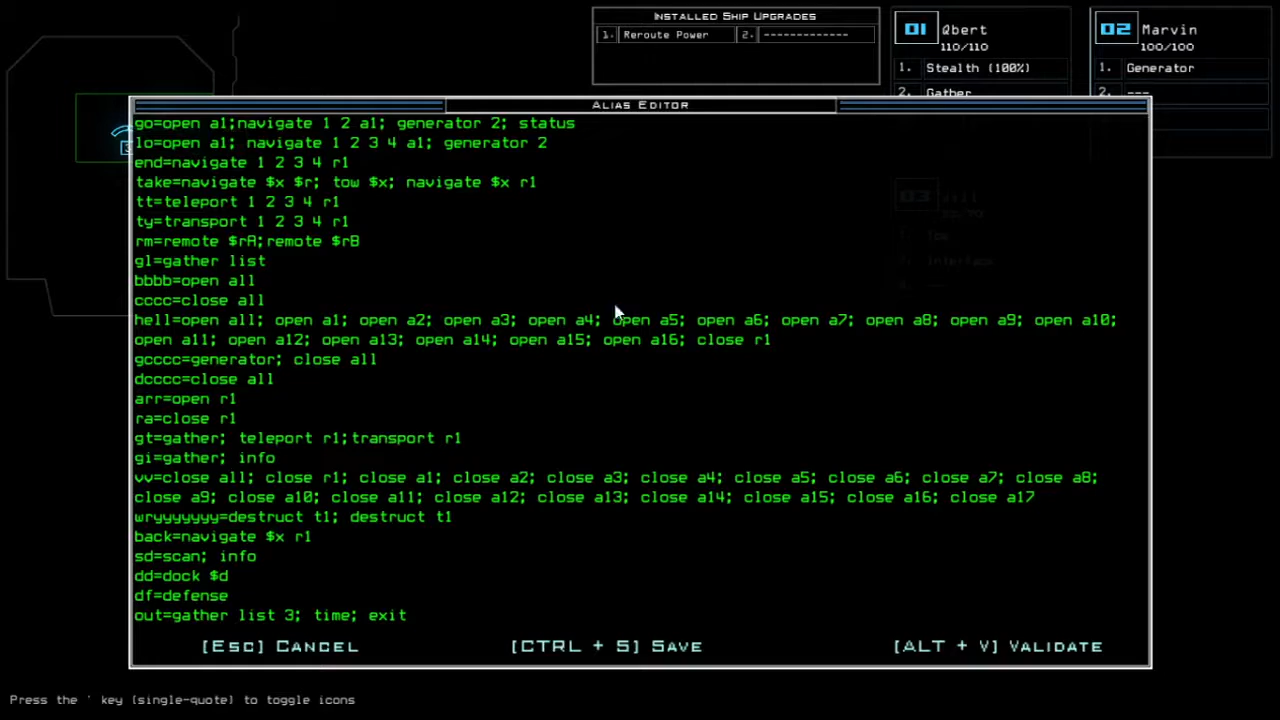 Installed Ship Upgrades
1. Reroute Power 2. -------------
01 Qbert
110/110
1. Stealth (100%)
2. Gather
02 Marvin
100/100
1. Generator
2. ---
Alias Editor
go=open a1;navigate 1 2 a1; generator 2; status
lo=open a1; navigate 1 2 3 4 a1; generator 2
end=navigate 1 2 3 4 r1
take=navigate $x $r; tow $x; navigate $x r1
tt=teleport 1 2 3 4 r1
ty=transport 1 2 3 4 r1
rm=remote $rA;remote $rB
gl=gather list
bbbb=open all
cccc=close all
hell=open all; open a1; open a2; open a3; open a4; open a5; open a6; open a7; open a8; open a9; open a10;
open a11; open a12; open a13; open a14; open a15; open a16; close r1
gcccc=generator; close all
dcccc=close all
arr=open r1
ra=close r1
gt=gather; teleport r1;transport r1
gi=gather; info
vv=close all; close r1; close a1; close a2; close a3; close a4; close a5; close a6; close a7; close a8;
close a9; close a10; close a11; close a12; close a13; close a14; close a15; close a16; close a17
wryyyyyyy=destruct t1; destruct t1
back=navigate $x r1
sd=scan; info
dd=dock $d
df=defense
out=gather list 3; time; exit
[Esc] Cancel [CTRL + S] Save [ALT + V] Validate
Press the ' key (single-quote) to toggle icons